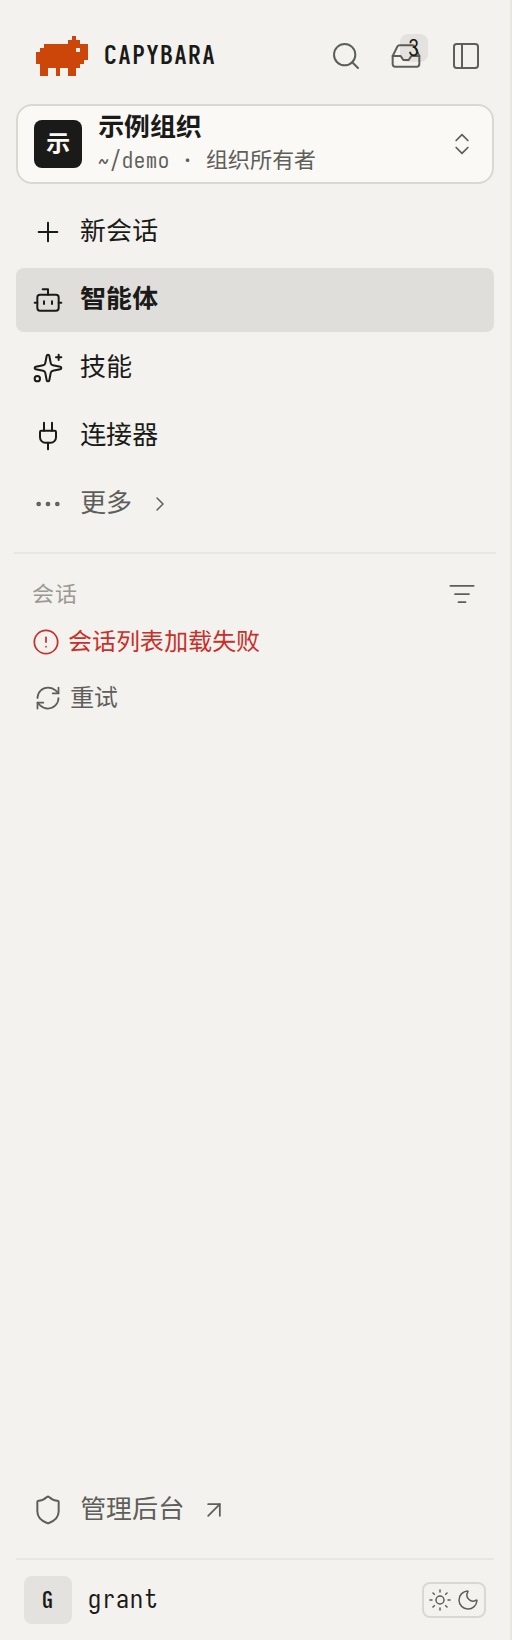 CAPYBARA
3
示
示例组织
~/demo · 组织所有者
新会话
智能体
技能
连接器
更多
会话
会话列表加载失败
重试
管理后台
G
grant